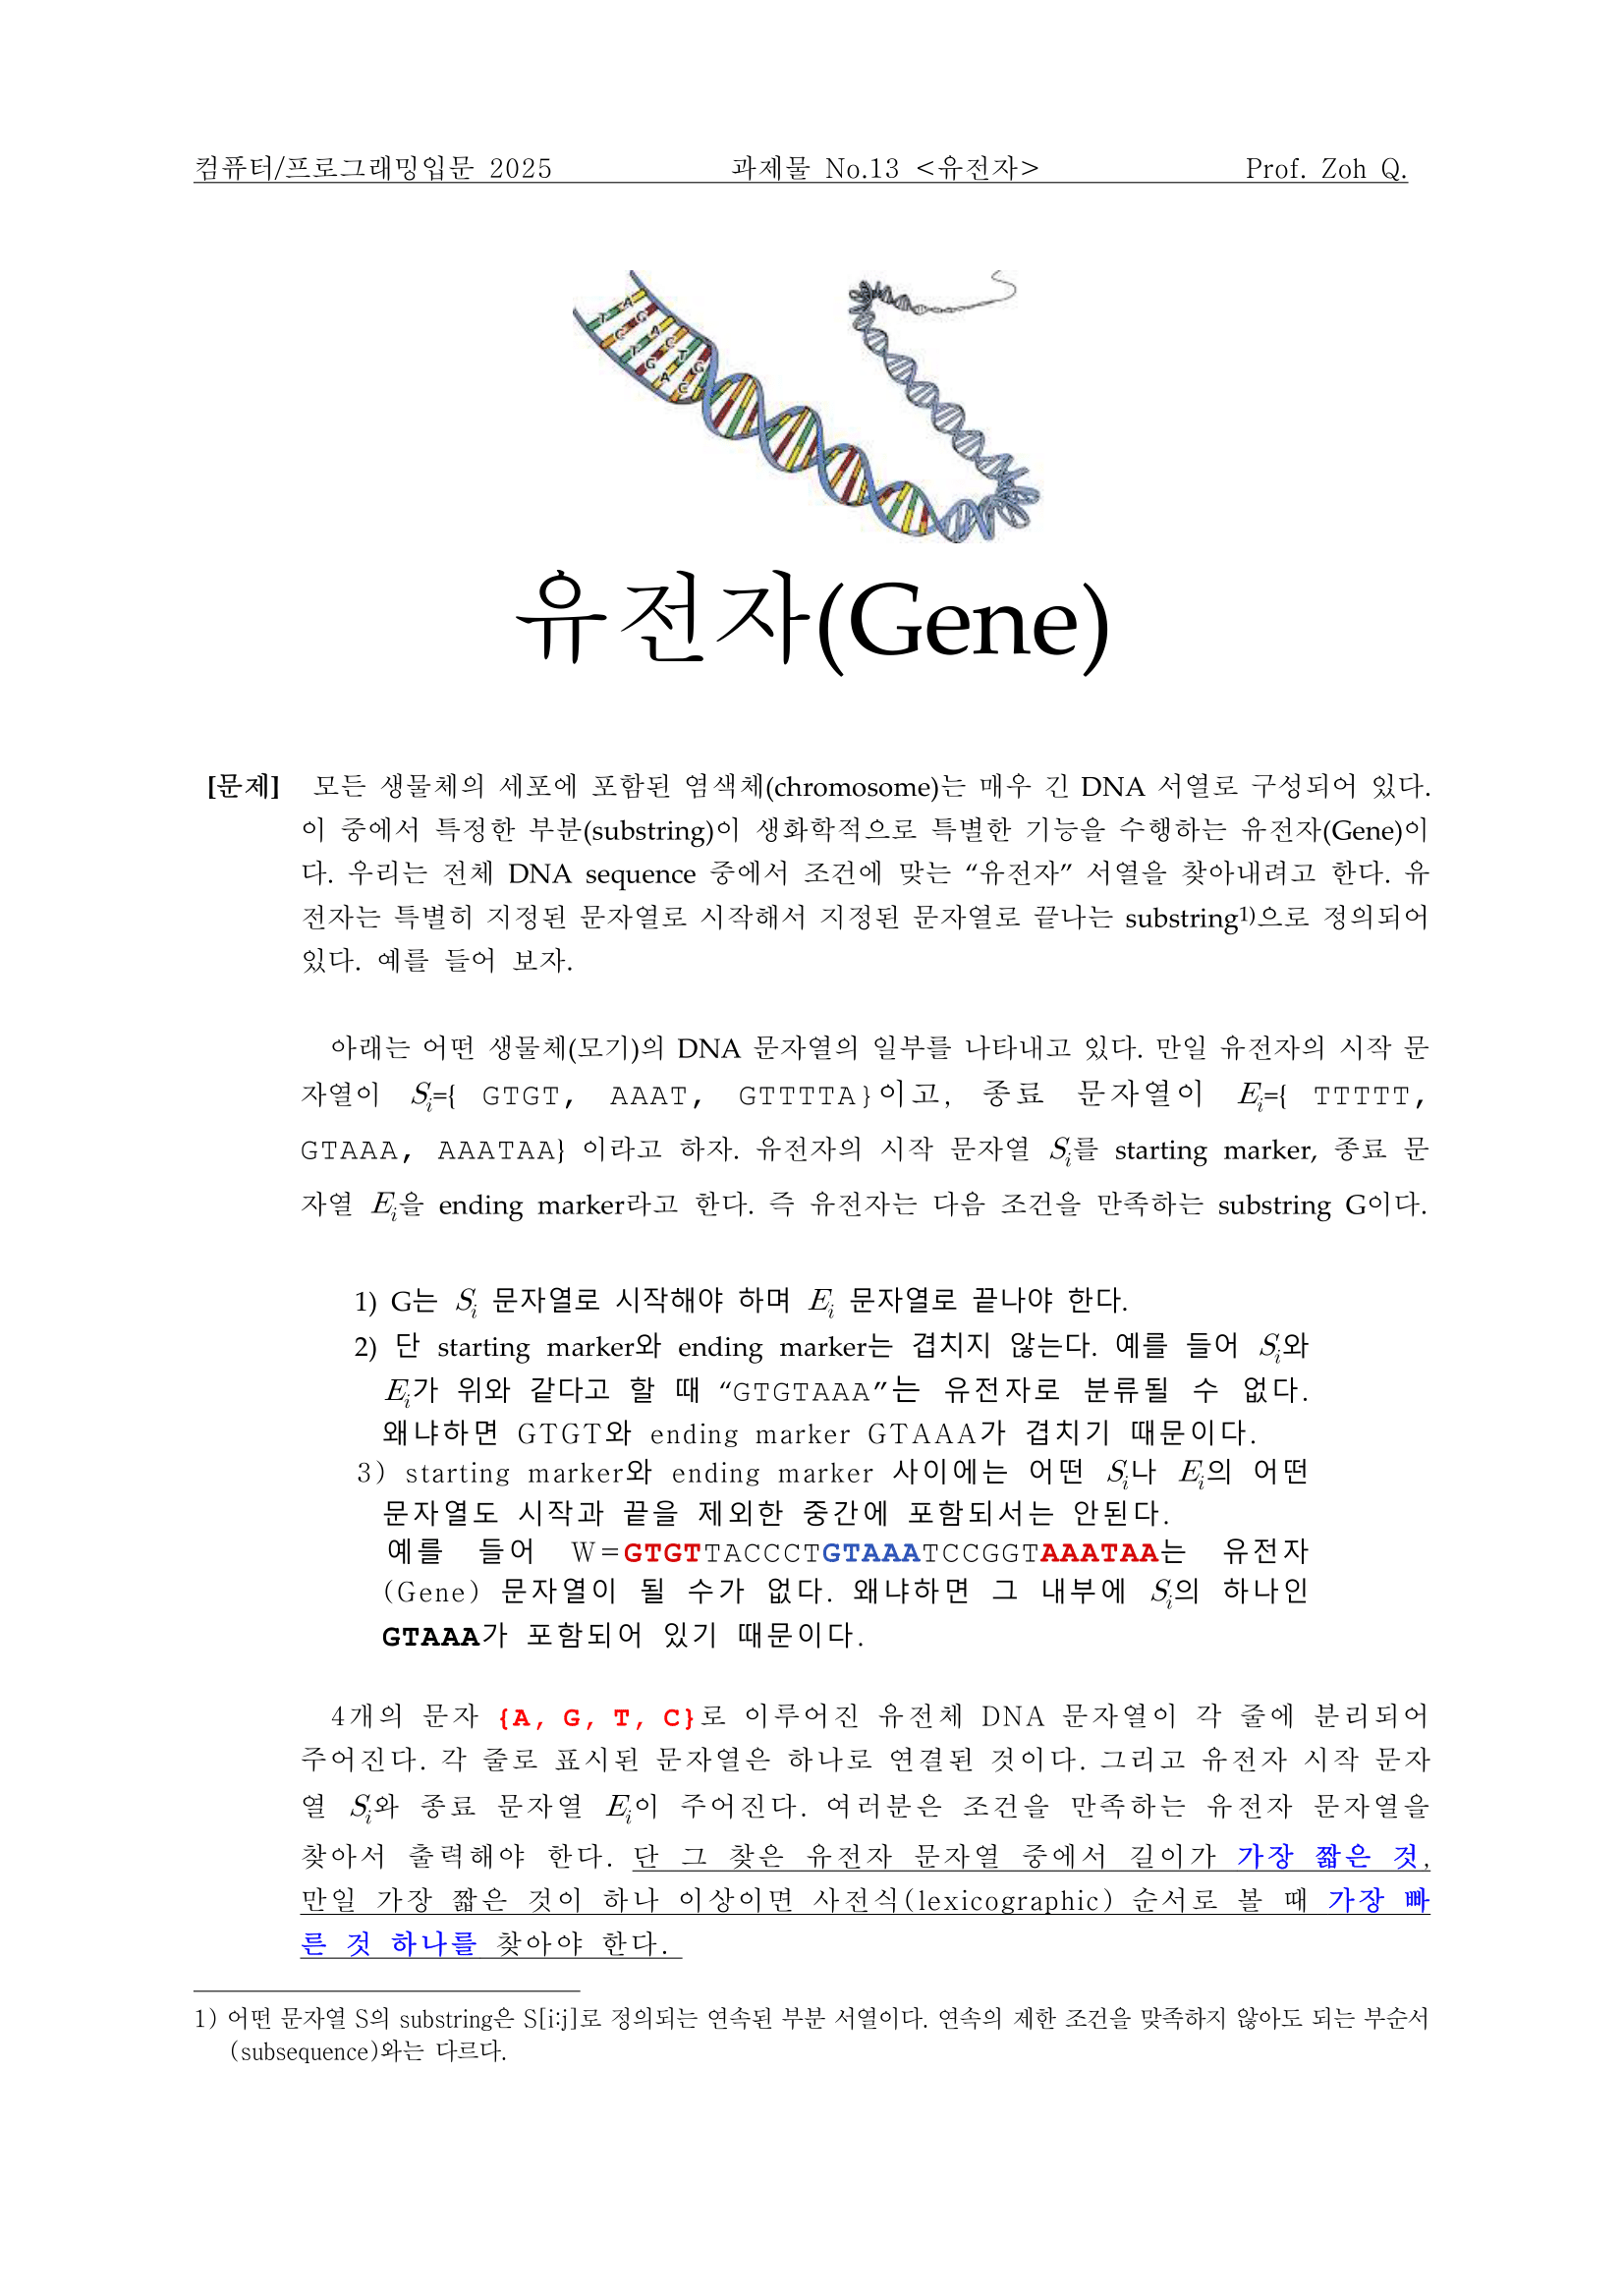 컴퓨터/프로그래밍입문 2025 과제물 No.13 <유전자> Prof. Zoh Q.
T A
C G
T A
G C
A T
C G
유전자(Gene)
[문제] 모든 생물체의 세포에 포함된 염색체(chromosome)는 매우 긴 DNA 서열로 구성되어 있다.
이 중에서 특정한 부분(substring)이 생화학적으로 특별한 기능을 수행하는 유전자(Gene)이
다. 우리는 전체 DNA sequence 중에서 조건에 맞는 “유전자” 서열을 찾아내려고 한다. 유
전자는 특별히 지정된 문자열로 시작해서 지정된 문자열로 끝나는 substring1)으로 정의되어
있다. 예를 들어 보자.
아래는 어떤 생물체(모기)의 DNA 문자열의 일부를 나타내고 있다. 만일 유전자의 시작 문
자열이 Si={ GTGT, AAAT, GTTTTA}이고, 종료 문자열이 Ei={ TTTTT,
GTAAA, AAATAA} 이라고 하자. 유전자의 시작 문자열 Si를 starting marker, 종료 문
자열 Ei을 ending marker라고 한다. 즉 유전자는 다음 조건을 만족하는 substring G이다.
1) G는 Si 문자열로 시작해야 하며 Ei 문자열로 끝나야 한다.
2) 단 starting marker와 ending marker는 겹치지 않는다. 예를 들어 Si와
Ei가 위와 같다고 할 때 “GTGTAAA”는 유전자로 분류될 수 없다.
왜냐하면 GTGT와 ending marker GTAAA가 겹치기 때문이다.
3) starting marker와 ending marker 사이에는 어떤 Si나 Ei의 어떤
문자열도 시작과 끝을 제외한 중간에 포함되서는 안된다.
예를 들어 W=GTGTTACCCTGTAAATCCGGTAAATAA는 유전자
(Gene) 문자열이 될 수가 없다. 왜냐하면 그 내부에 Si의 하나인
GTAAA가 포함되어 있기 때문이다.
4개의 문자 {A, G, T, C}로 이루어진 유전체 DNA 문자열이 각 줄에 분리되어
주어진다. 각 줄로 표시된 문자열은 하나로 연결된 것이다. 그리고 유전자 시작 문자
열 Si와 종료 문자열 Ei이 주어진다. 여러분은 조건을 만족하는 유전자 문자열을
찾아서 출력해야 한다. 단 그 찾은 유전자 문자열 중에서 길이가 가장 짧은 것,
만일 가장 짧은 것이 하나 이상이면 사전식(lexicographic) 순서로 볼 때 가장 빠
른 것 하나를 찾아야 한다.
1) 어떤 문자열 S의 substring은 S[i:j]로 정의되는 연속된 부분 서열이다. 연속의 제한 조건을 맞족하지 않아도 되는 부순서
(subsequence)와는 다르다.